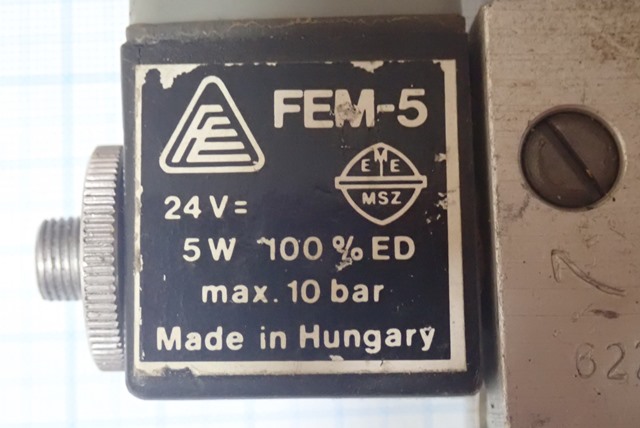 FEM-5
EME
MSZ
24 V=
5 W 100 % ED
max. 10 bar
Made in Hungary